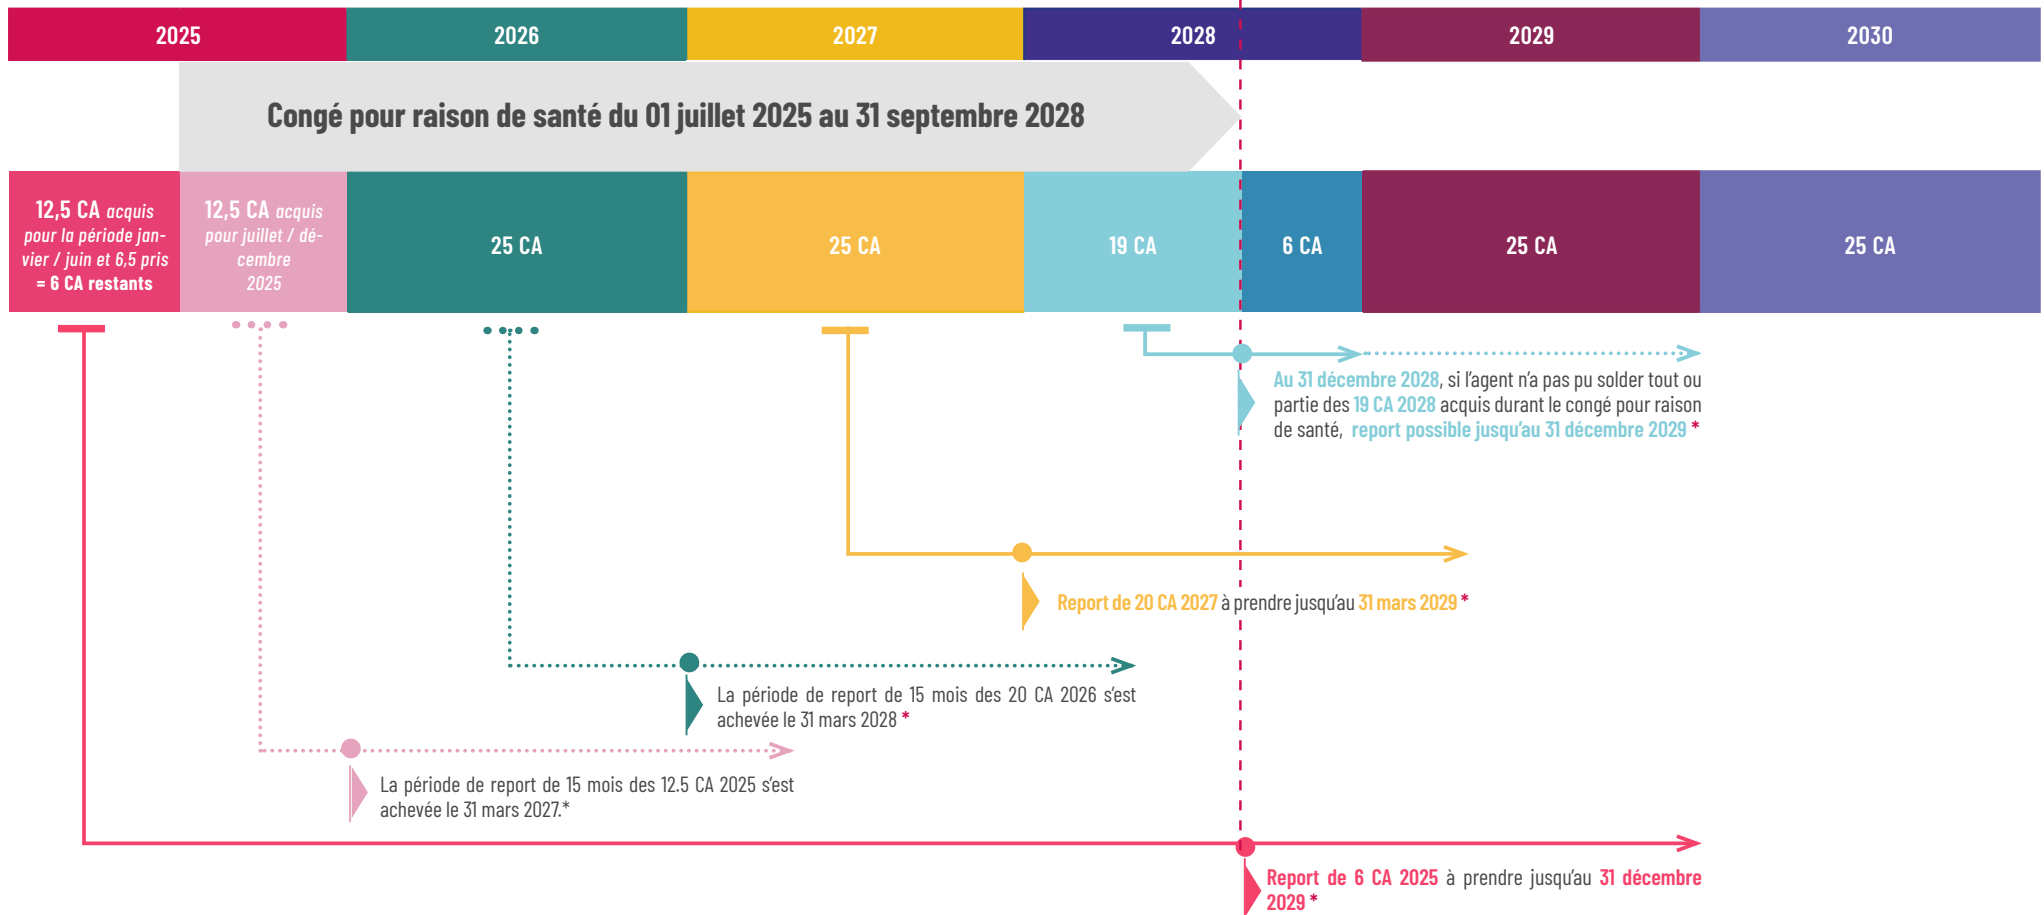 2025
2026
2027
2028
2029
2030
Congé pour raison de santé du 01 juillet 2025 au 31 septembre 2028
12,5 CA acquis
pour la période jan-
vier / juin et 6,5 pris
= 6 CA restants
12,5 CA acquis
pour juillet / dé-
cembre
2025
25 CA
25 CA
19 CA
6 CA
25 CA
25 CA
Au 31 décembre 2028, si l'agent n'a pas pu solder tout ou
partie des 19 CA 2028 acquis durant le congé pour raison
de santé, report possible jusqu'au 31 décembre 2029 *
Report de 20 CA 2027 à prendre jusqu'au 31 mars 2029 *
La période de report de 15 mois des 20 CA 2026 s'est
achevée le 31 mars 2028 *
La période de report de 15 mois des 12.5 CA 2025 s'est
achevée le 31 mars 2027.*
Report de 6 CA 2025 à prendre jusqu'au 31 décembre
2029 *